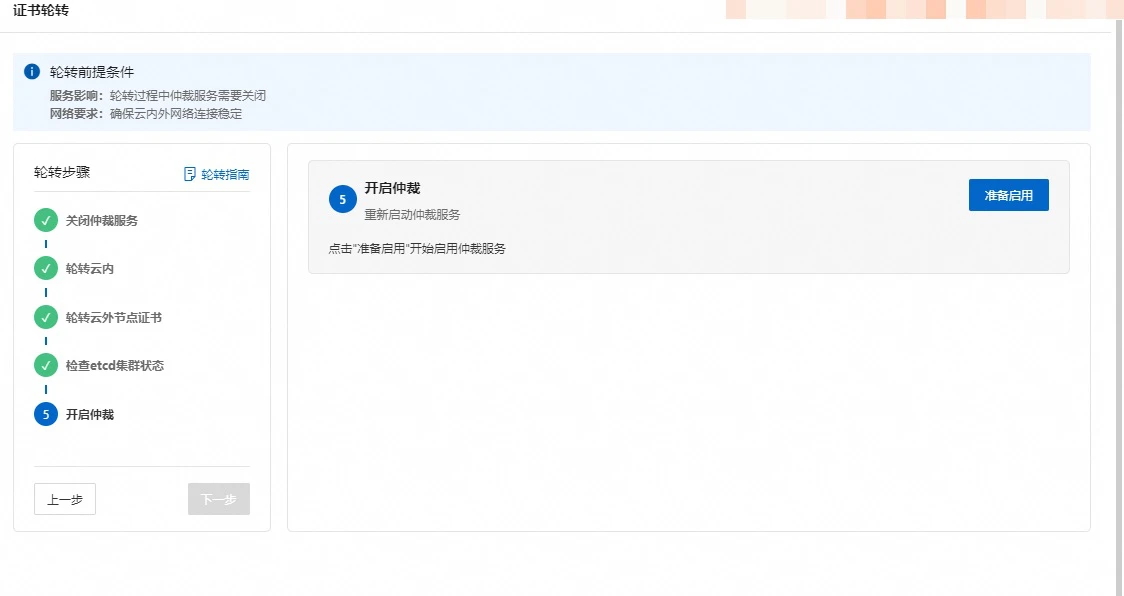 证书轮转
轮转前提条件
服务影响：轮转过程中仲裁服务需要关闭
网络要求：确保云内外网络连接稳定
轮转步骤
轮转指南
关闭仲裁服务
轮转云内
轮转云外节点证书
检查etcd集群状态
5
开启仲裁
上一步
下一步
5
开启仲裁
重新启动仲裁服务
准备启用
点击"准备启用"开始启用仲裁服务